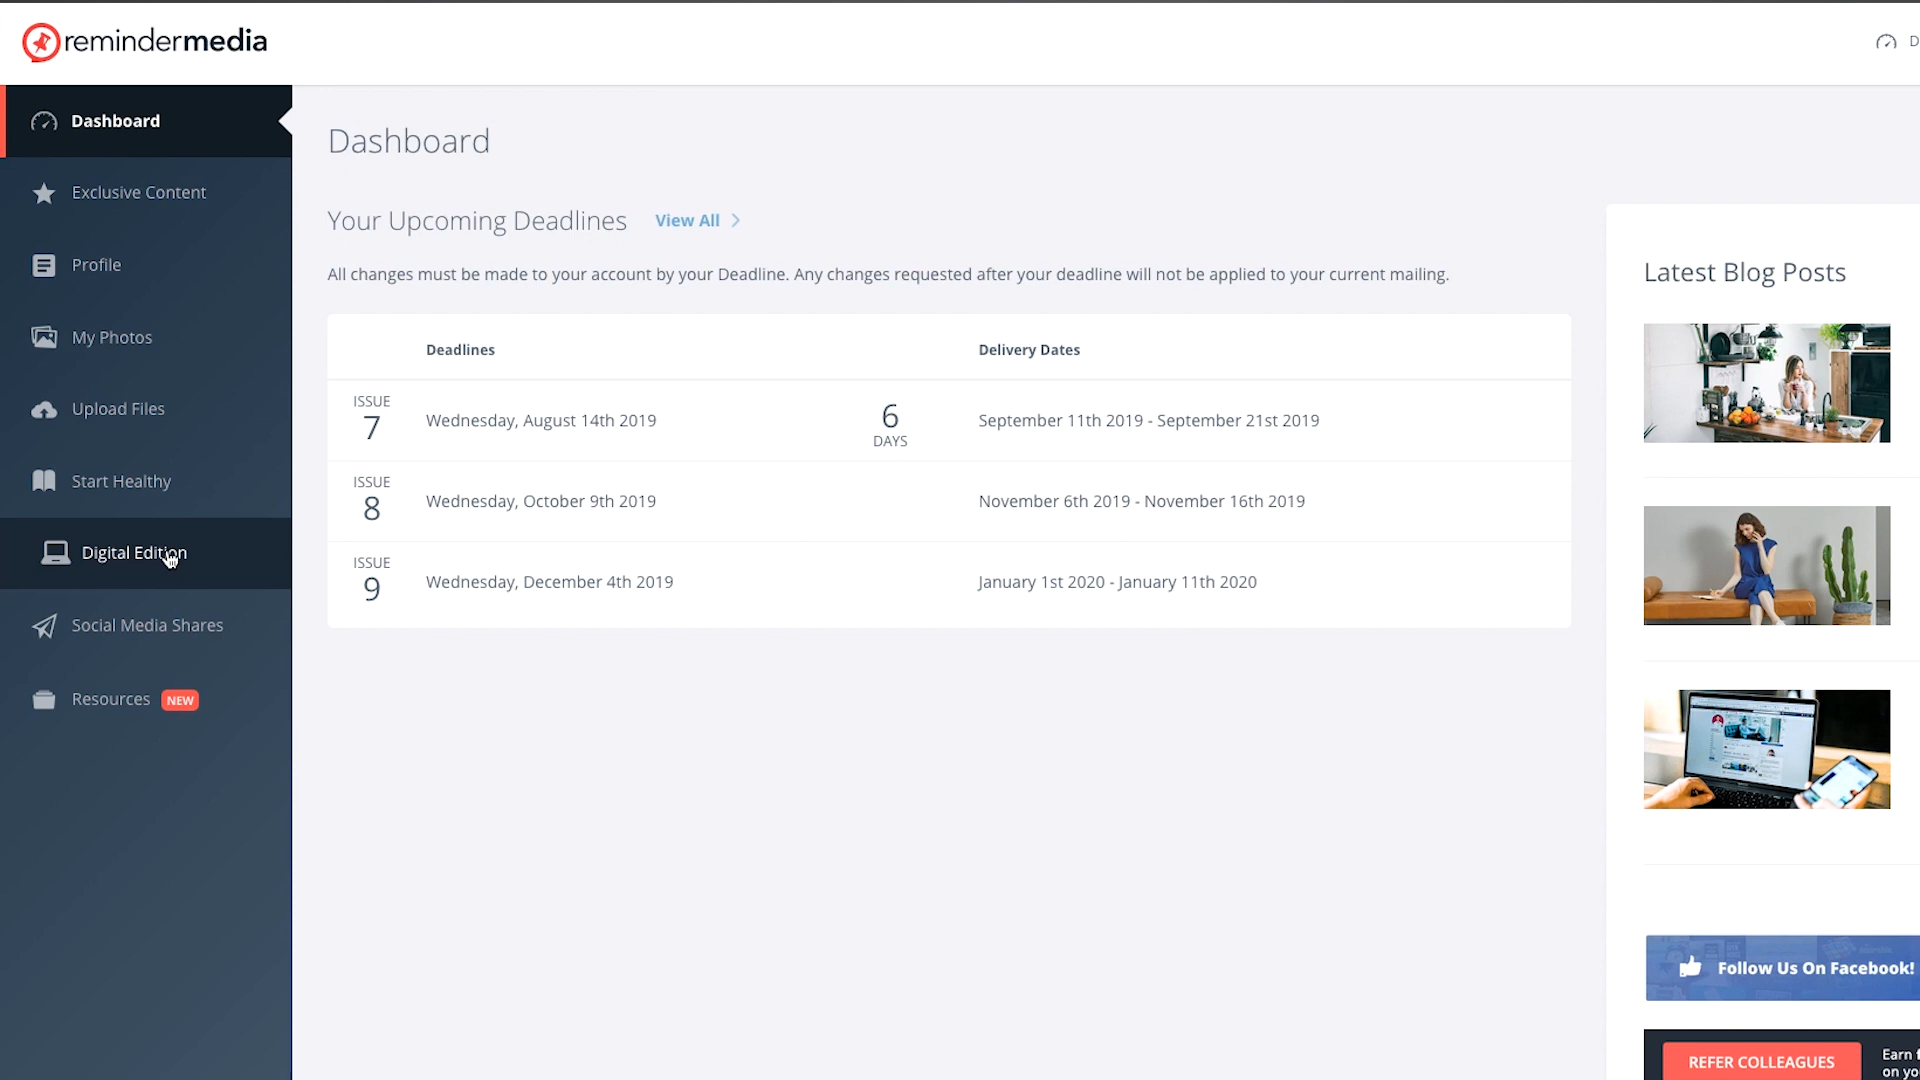 remindermedia
D
Dashboard
Exclusive Content
Profile
My Photos
Upload Files
Start Healthy
Digital Edition
Social Media Shares
Resources NEW
Dashboard
Your Upcoming Deadlines View All
All changes must be made to your account by your Deadline. Any changes requested after your deadline will not be applied to your current mailing.
Deadlines Delivery Dates
ISSUE
7 Wednesday, August 14th 2019 6 DAYS September 11th 2019 - September 21st 2019
ISSUE
8 Wednesday, October 9th 2019 November 6th 2019 - November 16th 2019
ISSUE
9 Wednesday, December 4th 2019 January 1st 2020 - January 11th 2020
Latest Blog Posts
Follow Us On Facebook!
REFER COLLEAGUES
Earn f
on yo